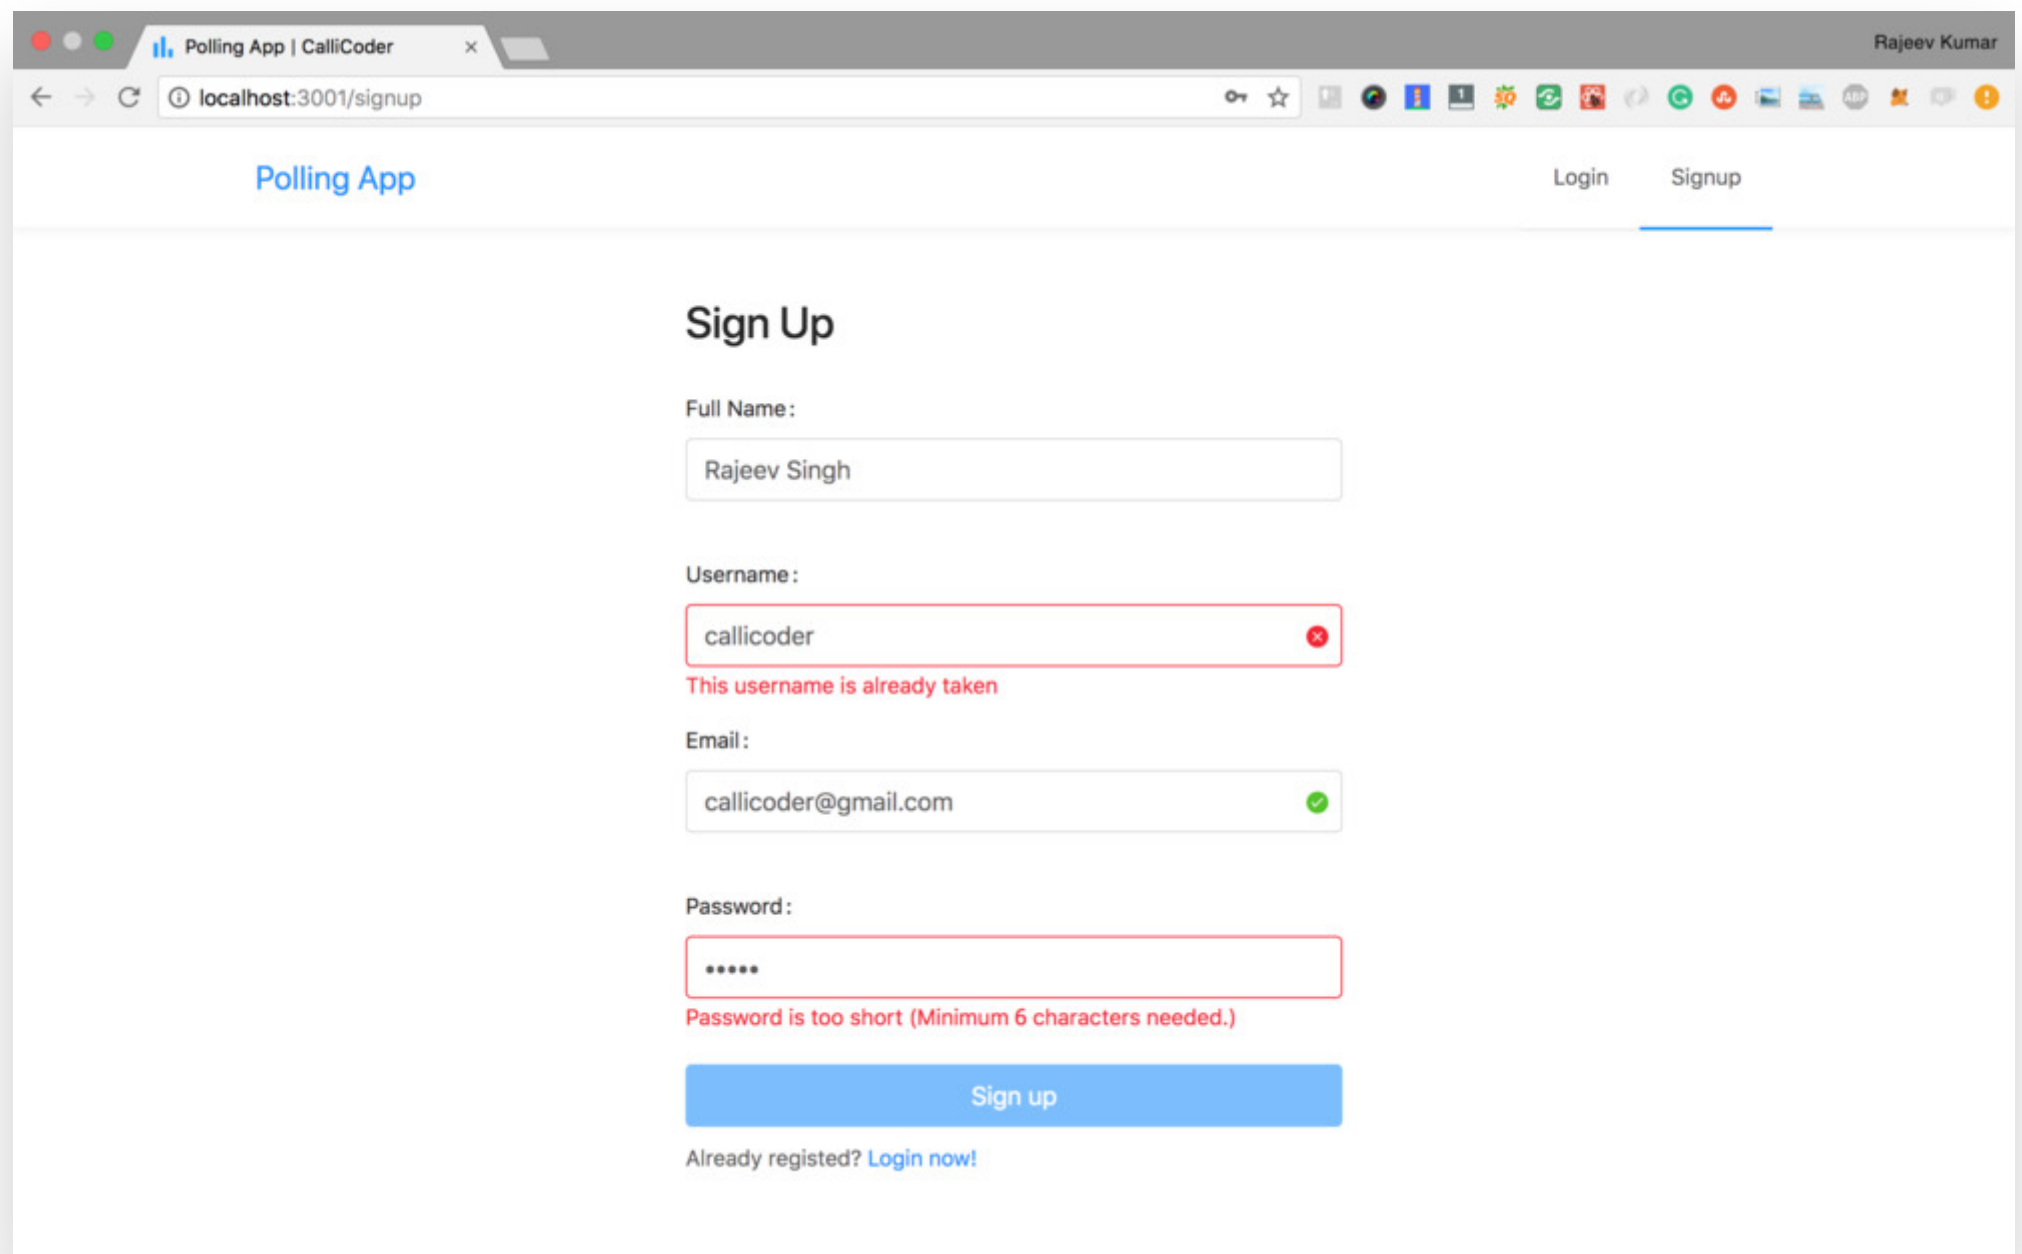 Polling App | CalliCoder
Rajeev Kumar
localhost:3001/signup
Polling App
Login
Signup
Sign Up
Full Name:
Rajeev Singh
Username:
callicoder
This username is already taken
Email:
callicoder@gmail.com
Password:
•••••
Password is too short (Minimum 6 characters needed.)
Sign up
Already registed? Login now!